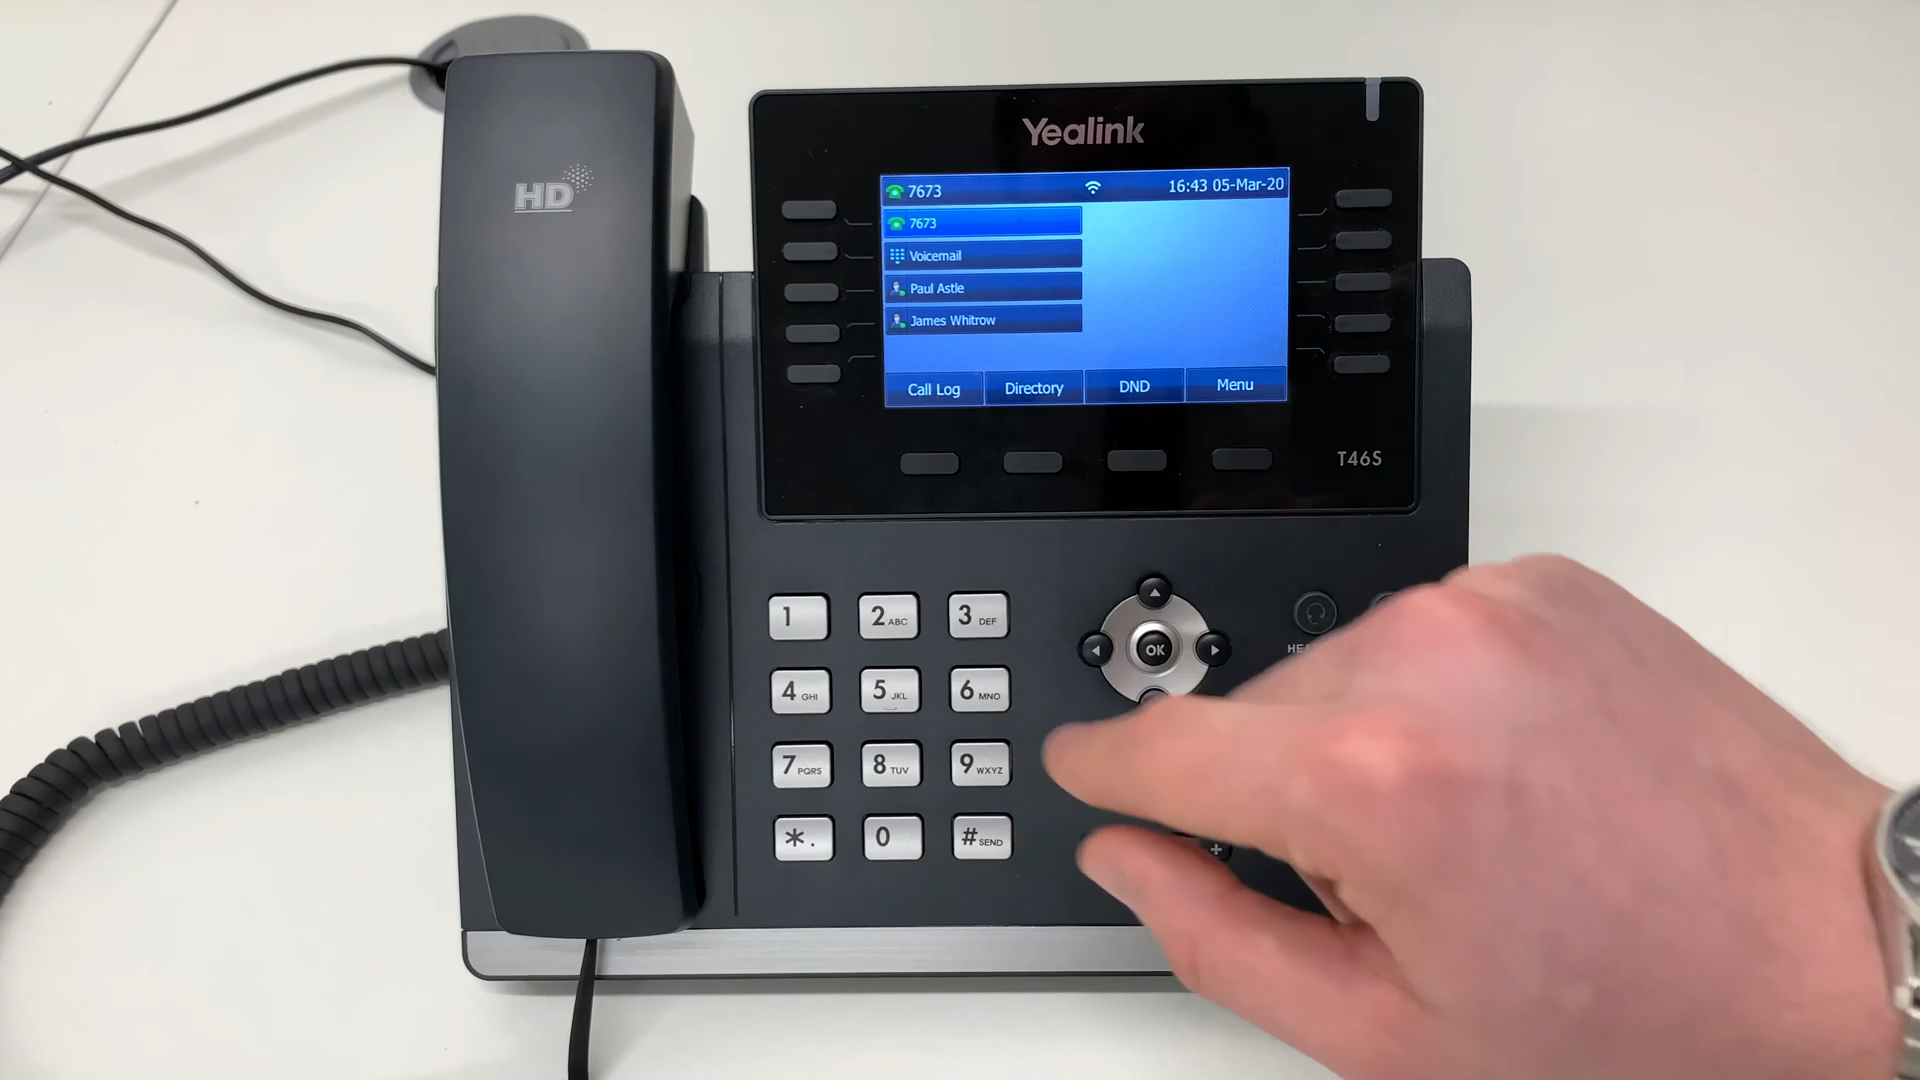 HD
Yealink
7673
16:43 05-Mar-20
7673
Voicemail
Paul Astle
James Whitrow
Call Log
Directory
DND
Menu
T46S
1
2 ABC
3 DEF
4 GHI
5 JKL
6 MNO
7 PQRS
8 TUV
9 WXYZ
* .
0
# SEND
OK
+